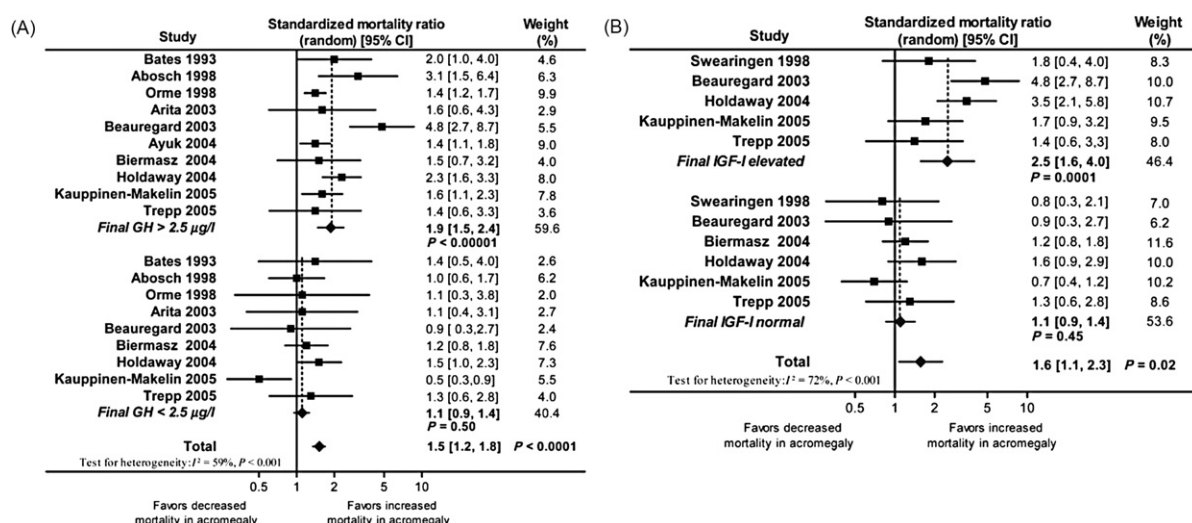 (A)
Study Standardized mortality ratio (random) [95% CI] Weight (%)
Bates 1993 2.0 [1.0, 4.0] 4.6
Abosch 1998 3.1 [1.5, 6.4] 6.3
Orme 1998 1.4 [1.2, 1.7] 9.9
Arita 2003 1.6 [0.6, 4.3] 2.9
Beauregard 2003 4.8 [2.7, 8.7] 5.5
Ayuk 2004 1.4 [1.1, 1.8] 9.0
Biermasz 2004 1.5 [0.7, 3.2] 4.0
Holdaway 2004 2.3 [1.6, 3.3] 8.0
Kauppinen-Makelin 2005 1.6 [1.1, 2.3] 7.8
Trepp 2005 1.4 [0.6, 3.3] 3.6
Final GH > 2.5 µg/l 1.9 [1.5, 2.4] 59.6
P < 0.00001
Bates 1993 1.4 [0.5, 4.0] 2.6
Abosch 1998 1.0 [0.6, 1.7] 6.2
Orme 1998 1.1 [0.3, 3.8] 2.0
Arita 2003 1.1 [0.4, 3.1] 2.7
Beauregard 2003 0.9 [ 0.3,2.7] 2.4
Biermasz 2004 1.2 [0.8, 1.8] 7.6
Holdaway 2004 1.5 [1.0, 2.3] 7.3
Kauppinen-Makelin 2005 0.5 [0.3,0.9] 5.5
Trepp 2005 1.3 [0.6, 2.8] 4.0
Final GH < 2.5 µg/l 1.1 [0.9, 1.4] 40.4
P = 0.50
Total 1.5 [1.2, 1.8] P < 0.0001
Test for heterogeneity: I² = 59%, P < 0.001
0.5 1 2 5 10
Favors decreased mortality in acromegaly
Favors increased mortality in acromegaly
(B)
Study Standardized mortality ratio (random) [95% CI] Weight (%)
Swearingen 1998 1.8 [0.4, 4.0] 8.3
Beauregard 2003 4.8 [2.7, 8.7] 10.0
Holdaway 2004 3.5 [2.1, 5.8] 10.7
Kauppinen-Makelin 2005 1.7 [0.9, 3.2] 9.5
Trepp 2005 1.4 [0.6, 3.3] 8.0
Final IGF-I elevated 2.5 [1.6, 4.0] 46.4
P = 0.0001
Swearingen 1998 0.8 [0.3, 2.1] 7.0
Beauregard 2003 0.9 [0.3, 2.7] 6.2
Biermasz 2004 1.2 [0.8, 1.8] 11.6
Holdaway 2004 1.6 [0.9, 2.9] 10.0
Kauppinen-Makelin 2005 0.7 [0.4, 1.2] 10.2
Trepp 2005 1.3 [0.6, 2.8] 8.6
Final IGF-I normal 1.1 [0.9, 1.4] 53.6
P = 0.45
Total 1.6 [1.1, 2.3] P = 0.02
Test for heterogeneity: I² = 72%, P < 0.001
0.5 1 2 5 10
Favors decreased mortality in acromegaly
Favors increased mortality in acromegaly